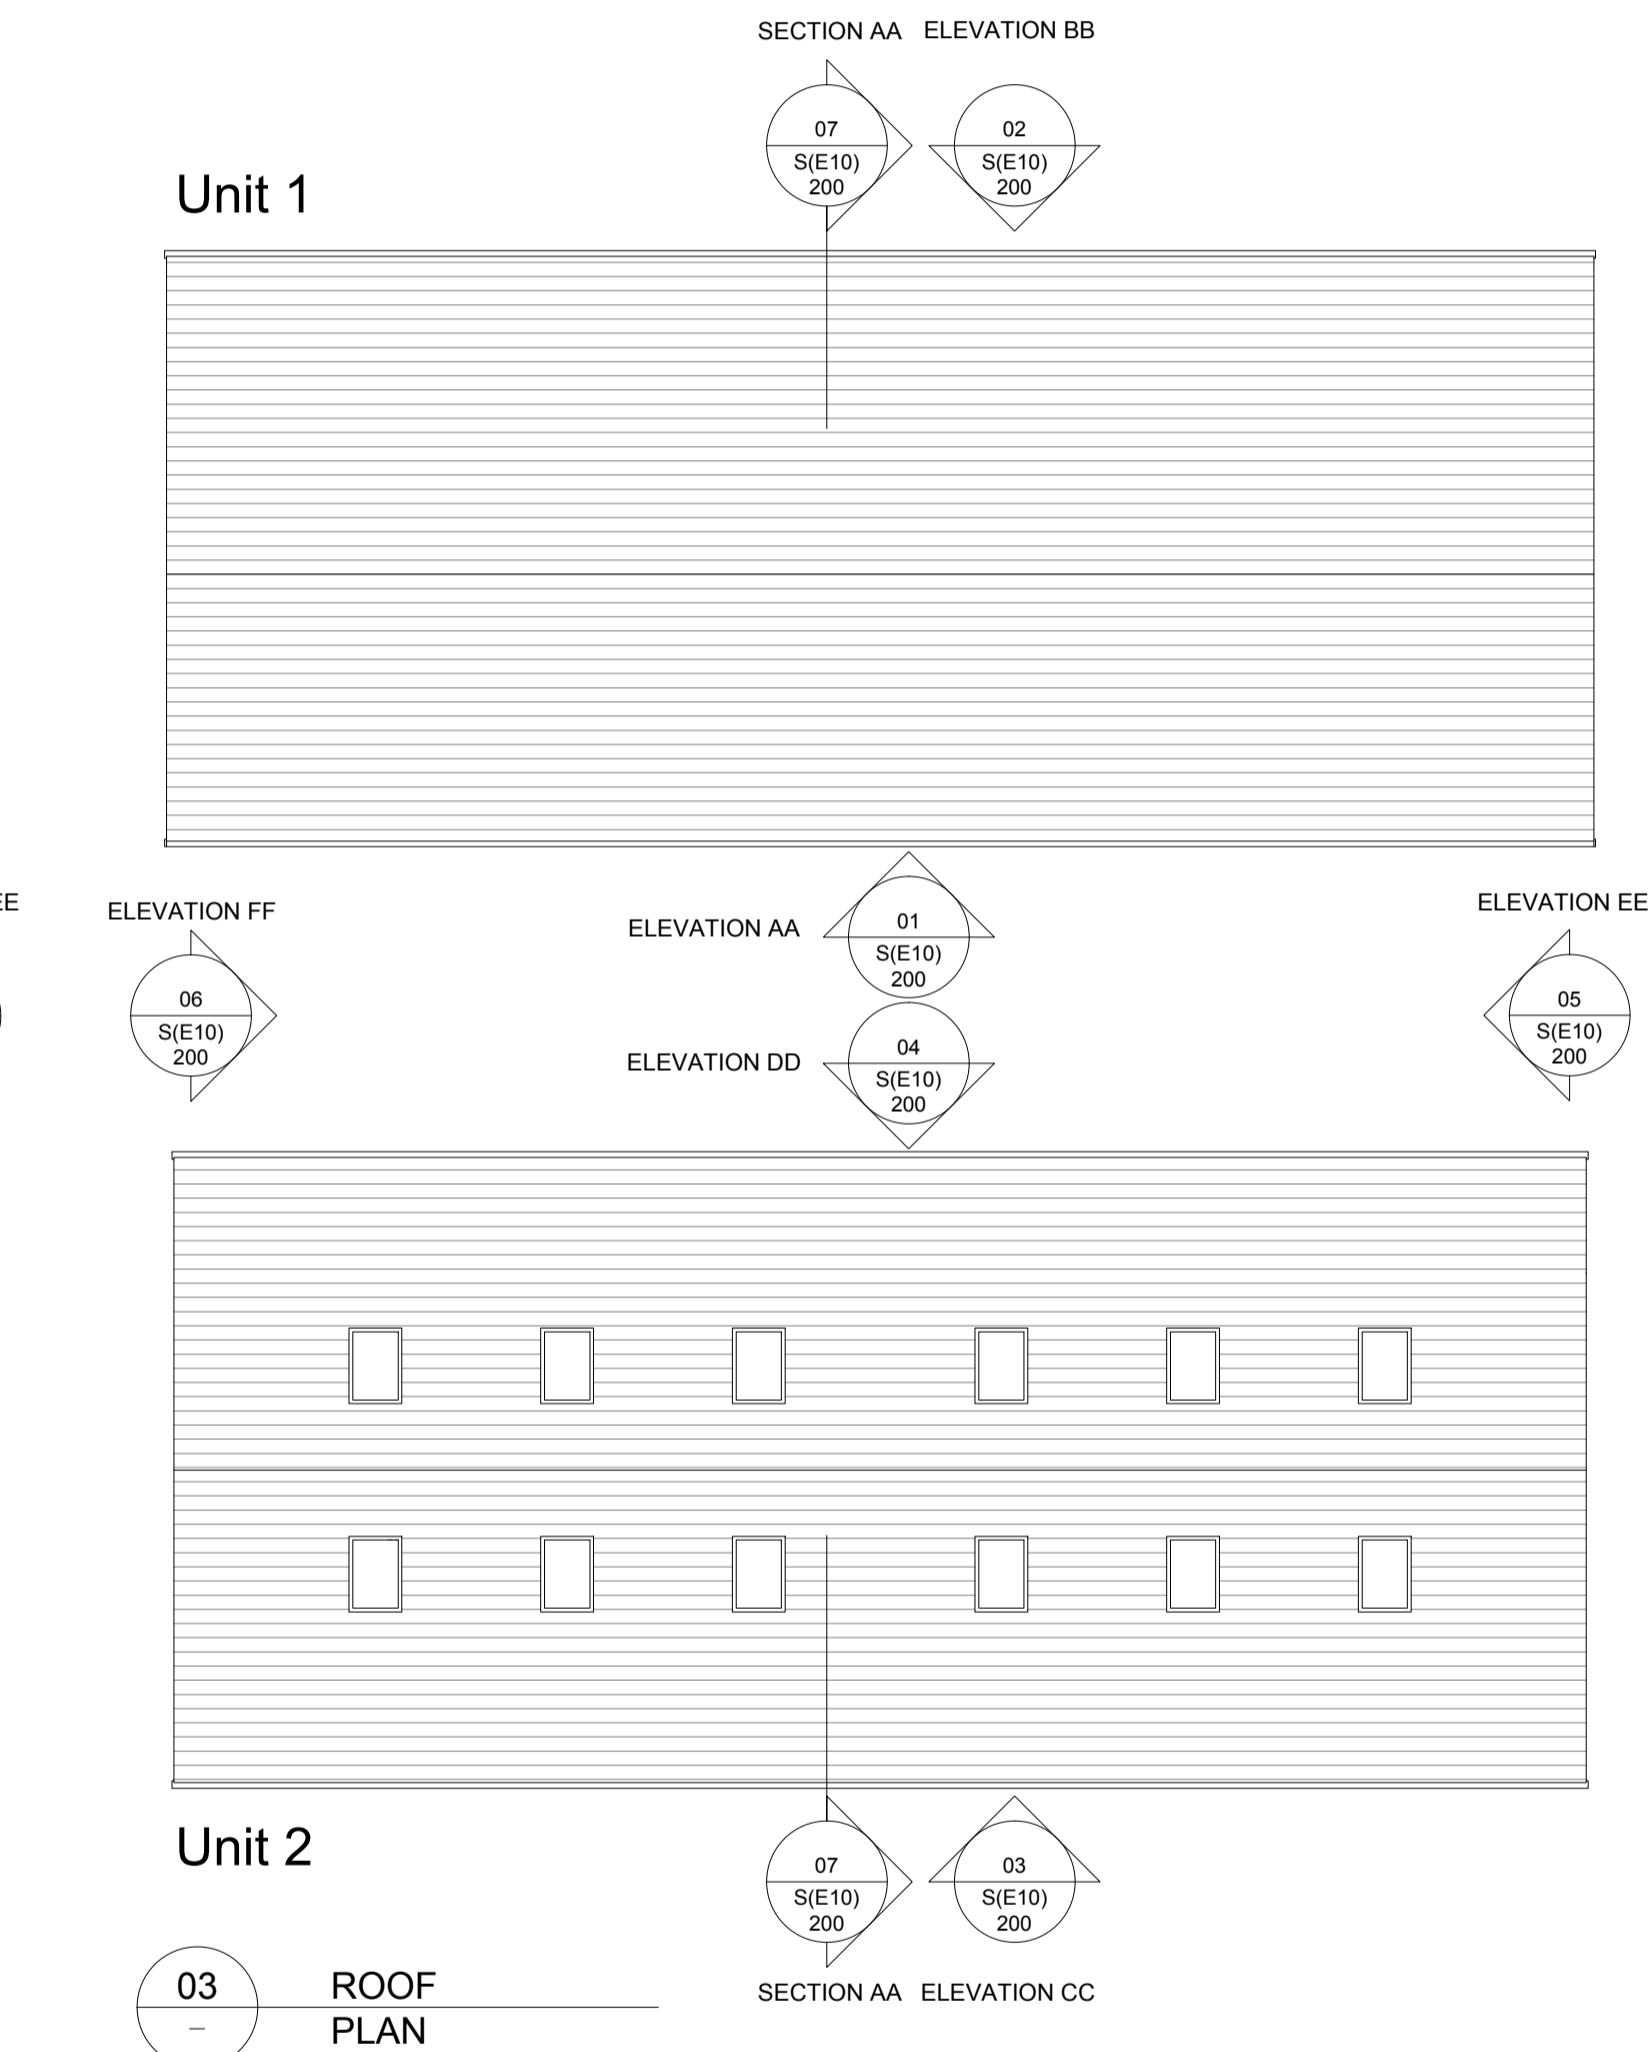 SECTION AA ELEVATION BB
07
S(E10)
200
02
S(E10)
200
Unit 1
EE
ELEVATION FF
06
S(E10)
200
ELEVATION AA
01
S(E10)
200
ELEVATION DD
04
S(E10)
200
ELEVATION EE
05
S(E10)
200
Unit 2
07
S(E10)
200
03
S(E10)
200
SECTION AA ELEVATION CC
03
–
ROOF
PLAN